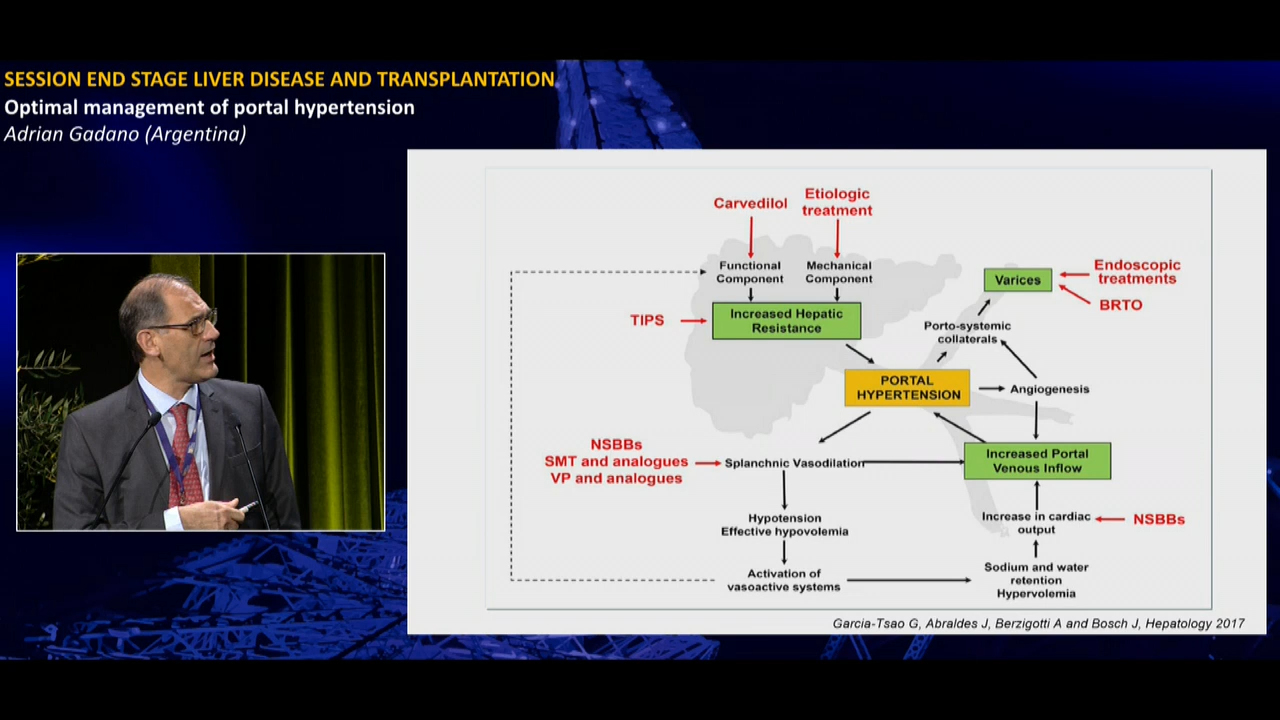 SESSION END STAGE LIVER DISEASE AND TRANSPLANTATION
Optimal management of portal hypertension
Adrian Gadano (Argentina)
Carvedilol
Etiologic
treatment
Functional
Component
Mechanical
Component
Varices
Endoscopic
treatments
BRTO
TIPS
Increased Hepatic
Resistance
Porto-systemic
collaterals
PORTAL
HYPERTENSION
Angiogenesis
NSBBs
SMT and analogues
VP and analogues
Splanchnic Vasodilation
Increased Portal
Venous Inflow
Hypotension
Effective hypovolemia
Increase in cardiac
output
NSBBs
Activation of
vasoactive systems
Sodium and water
retention
Hypervolemia
Garcia-Tsao G, Abraldes J, Berzigotti A and Bosch J, Hepatology 2017